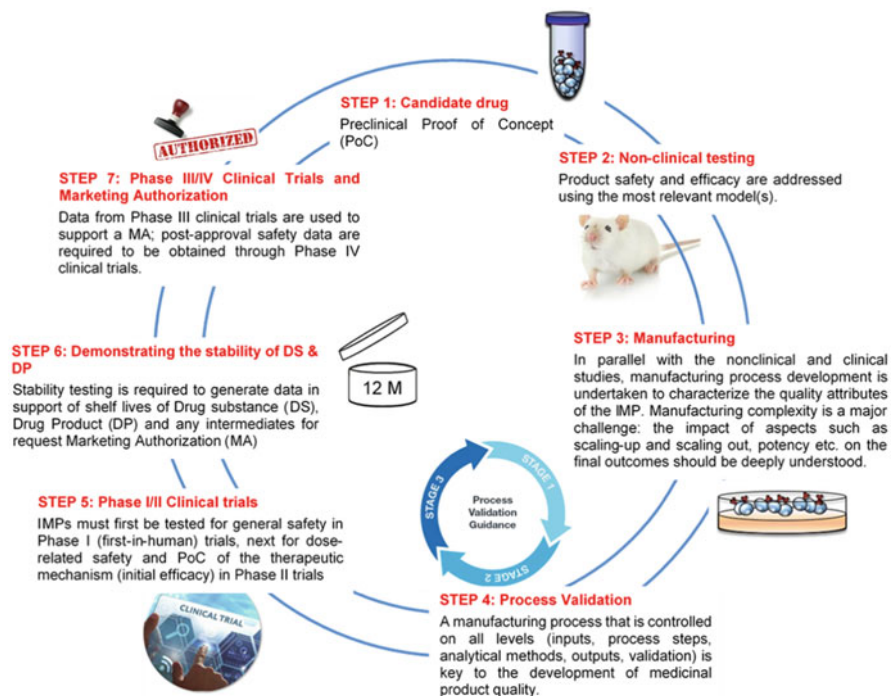 STEP 1: Candidate drug
Preclinical Proof of Concept
(PoC)
STEP 2: Non-clinical testing
Product safety and efficacy are addressed
using the most relevant model(s).
STEP 3: Manufacturing
In parallel with the nonclinical and clinical
studies, manufacturing process development is
undertaken to characterize the quality attributes
of the IMP. Manufacturing complexity is a major
challenge: the impact of aspects such as
scaling-up and scaling out, potency etc. on the
final outcomes should be deeply understood.
STAGE 1
STAGE 2
STAGE 3
Process
Validation
Guidance
STEP 4: Process Validation
A manufacturing process that is controlled
on all levels (inputs, process steps,
analytical methods, outputs, validation) is
key to the development of medicinal
product quality.
STEP 5: Phase I/II Clinical trials
IMPs must first be tested for general safety in
Phase I (first-in-human) trials, next for dose-
related safety and PoC of the therapeutic
mechanism (initial efficacy) in Phase II trials
CLINICAL TRIAL
STEP 6: Demonstrating the stability of DS &
DP
Stability testing is required to generate data in
support of shelf lives of Drug substance (DS),
Drug Product (DP) and any intermediates for
request Marketing Authorization (MA)
12 M
AUTHORIZED
STEP 7: Phase III/IV Clinical Trials and
Marketing Authorization
Data from Phase III clinical trials are used to
support a MA; post-approval safety data are
required to be obtained through Phase IV
clinical trials.